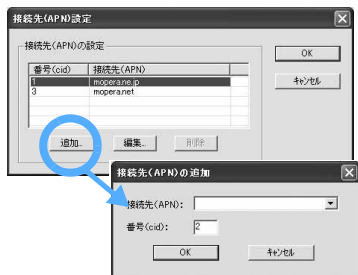 接続先(APN)設定
接続先(APN)の設定
番号(cid) 接続先(APN)
1 mopera.ne.jp
3 mopera.net
追加... 編集... 削除
OK
キャンセル
接続先(APN)の追加
接続先(APN):
番号(cid): 2
OK キャンセル